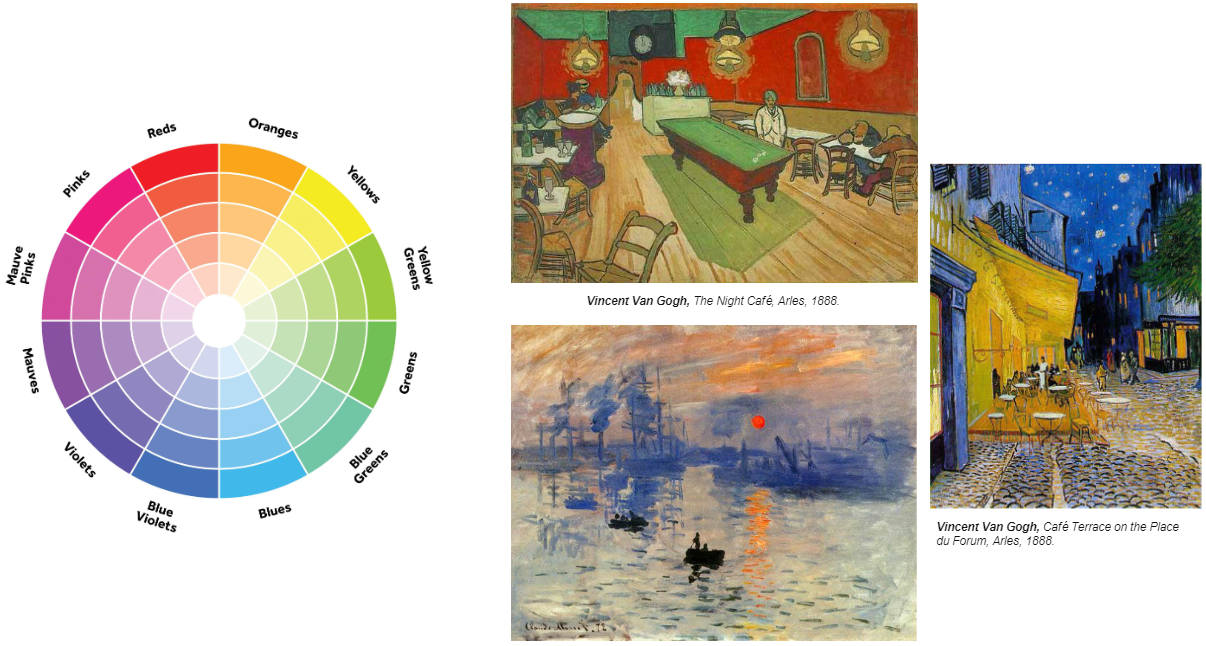 Reds
Oranges
Yellows
Yellow
Greens
Greens
Blue
Greens
Blues
Blue
Violets
Violets
Mauves
Mauve
Pinks
Pinks
Vincent Van Gogh, The Night Café, Arles, 1888.
Claude Monet. 72
Vincent Van Gogh, Café Terrace on the Place
du Forum, Arles, 1888.